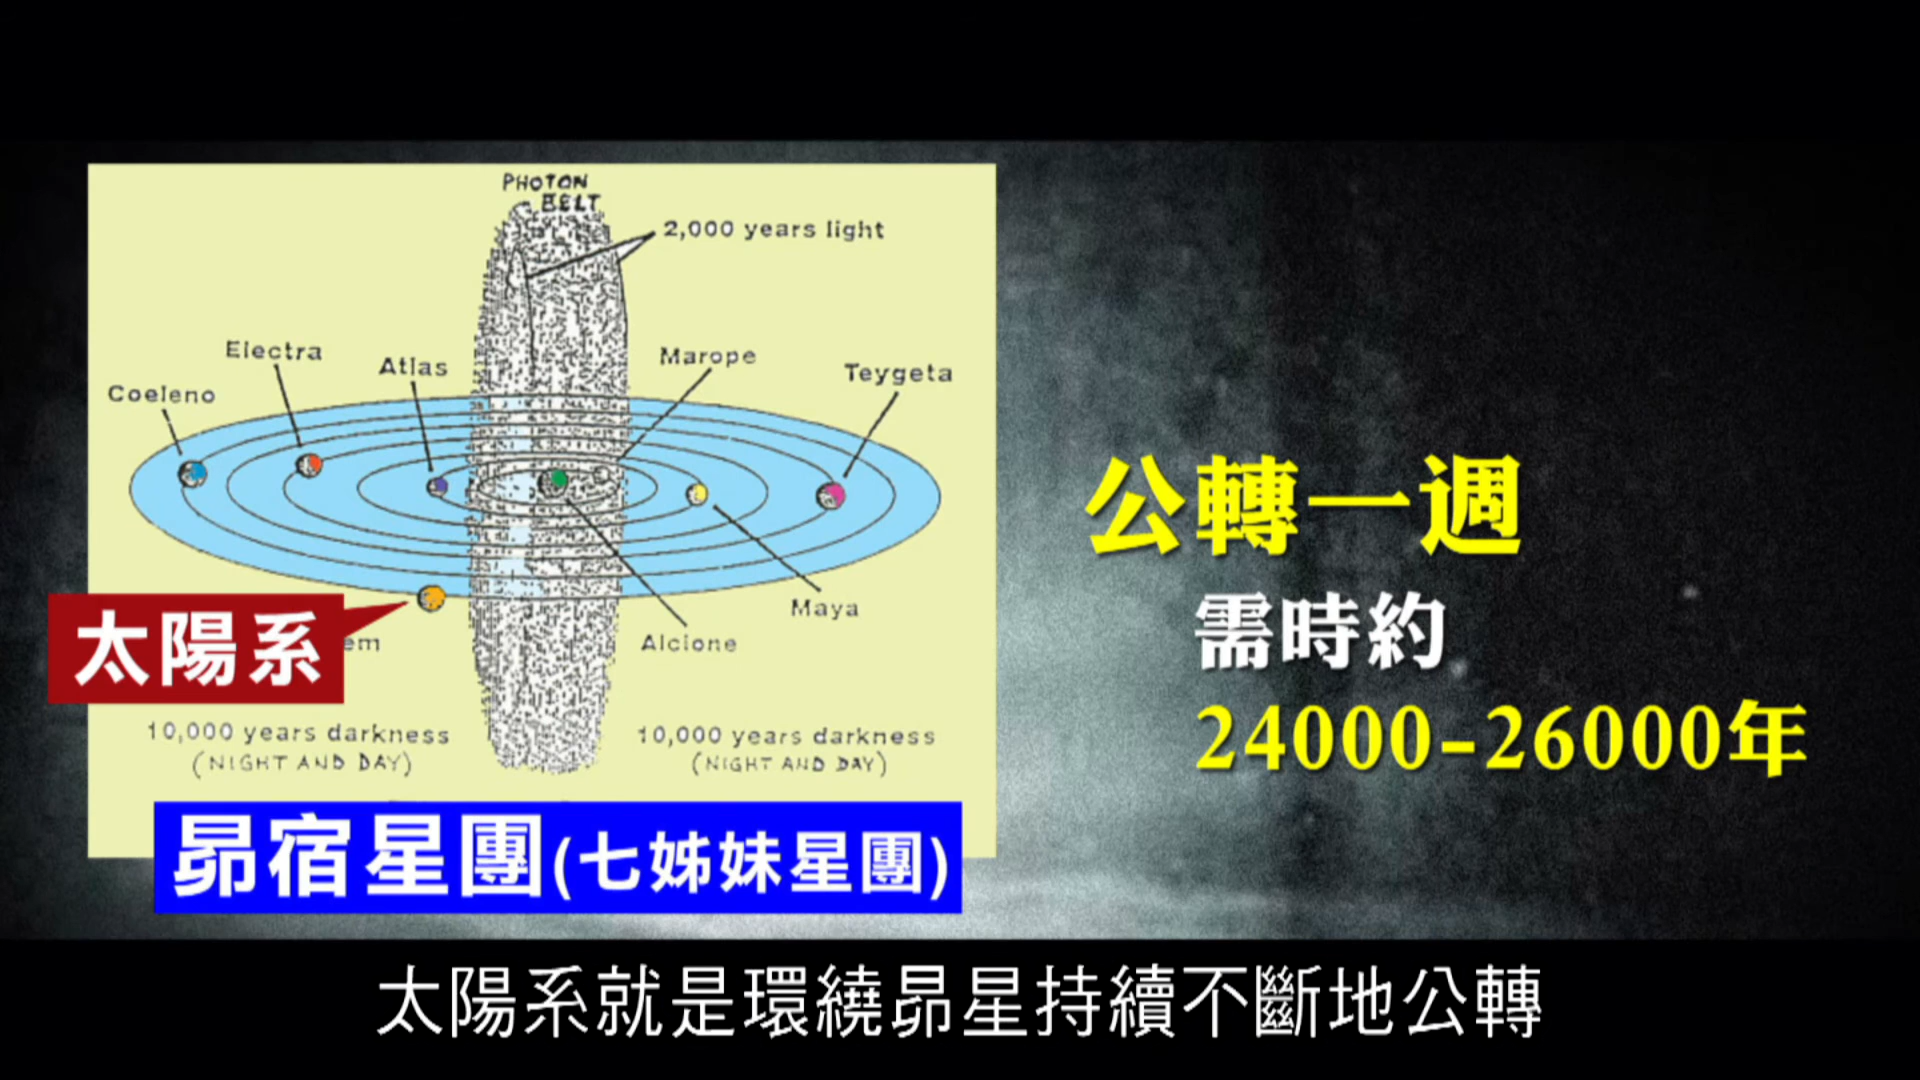 PHOTON
BELT
2,000 years light
Electra
Atlas
Marope
Teygeta
Coeleno
公轉一週
需時約
24000-26000年
太陽系
em
Maya
Alcione
10,000 years darkness
(NIGHT AND DAY)
10,000 years darkness
(NIGHT AND DAY)
昴宿星團(七姊妹星團)
太陽系就是環繞昴星持續不斷地公轉